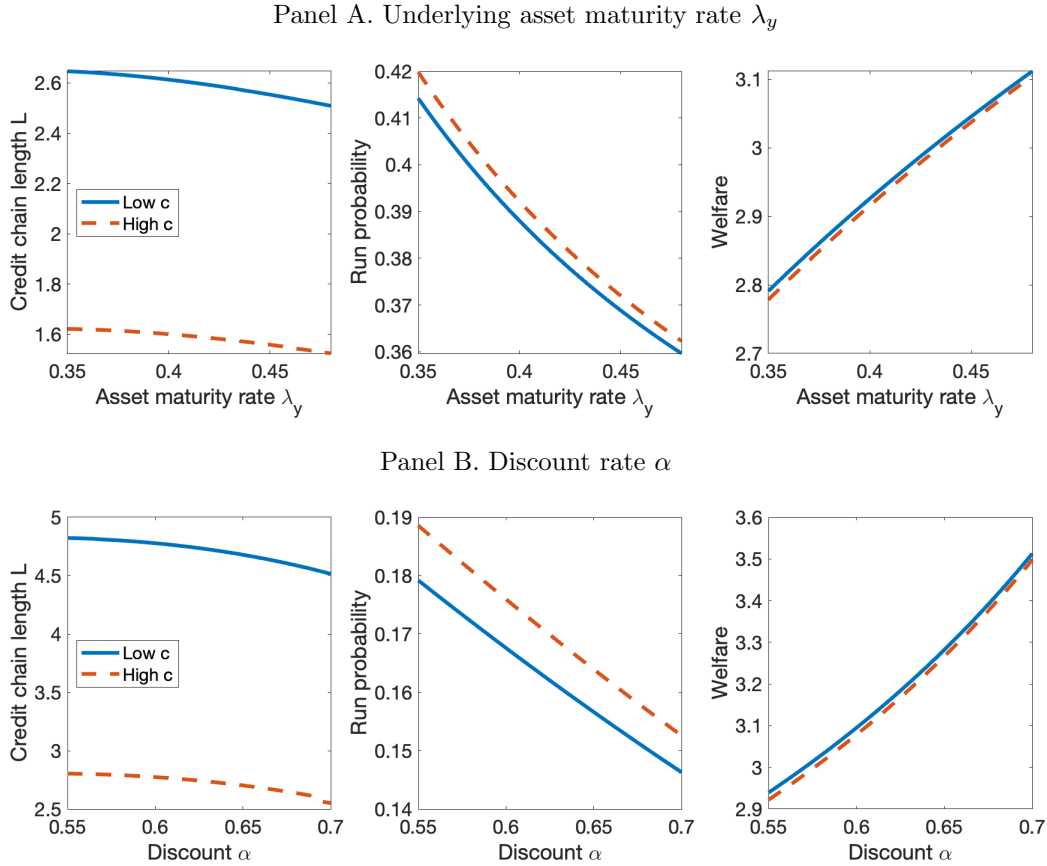 Panel A. Underlying asset maturity rate λ_y
Credit chain length L
2.6
2.4
2.2
2
1.8
1.6
Low c
High c
0.35 0.4 0.45
Asset maturity rate λ_y
Run probability
0.42
0.41
0.4
0.39
0.38
0.37
0.36
0.35 0.4 0.45
Asset maturity rate λ_y
Welfare
3.1
3
2.9
2.8
2.7
0.35 0.4 0.45
Asset maturity rate λ_y
Panel B. Discount rate α
Credit chain length L
5
4.5
4
3.5
3
2.5
Low c
High c
0.55 0.6 0.65 0.7
Discount α
Run probability
0.19
0.18
0.17
0.16
0.15
0.14
0.55 0.6 0.65 0.7
Discount α
Welfare
3.6
3.5
3.4
3.3
3.2
3.1
3
2.9
0.55 0.6 0.65 0.7
Discount α